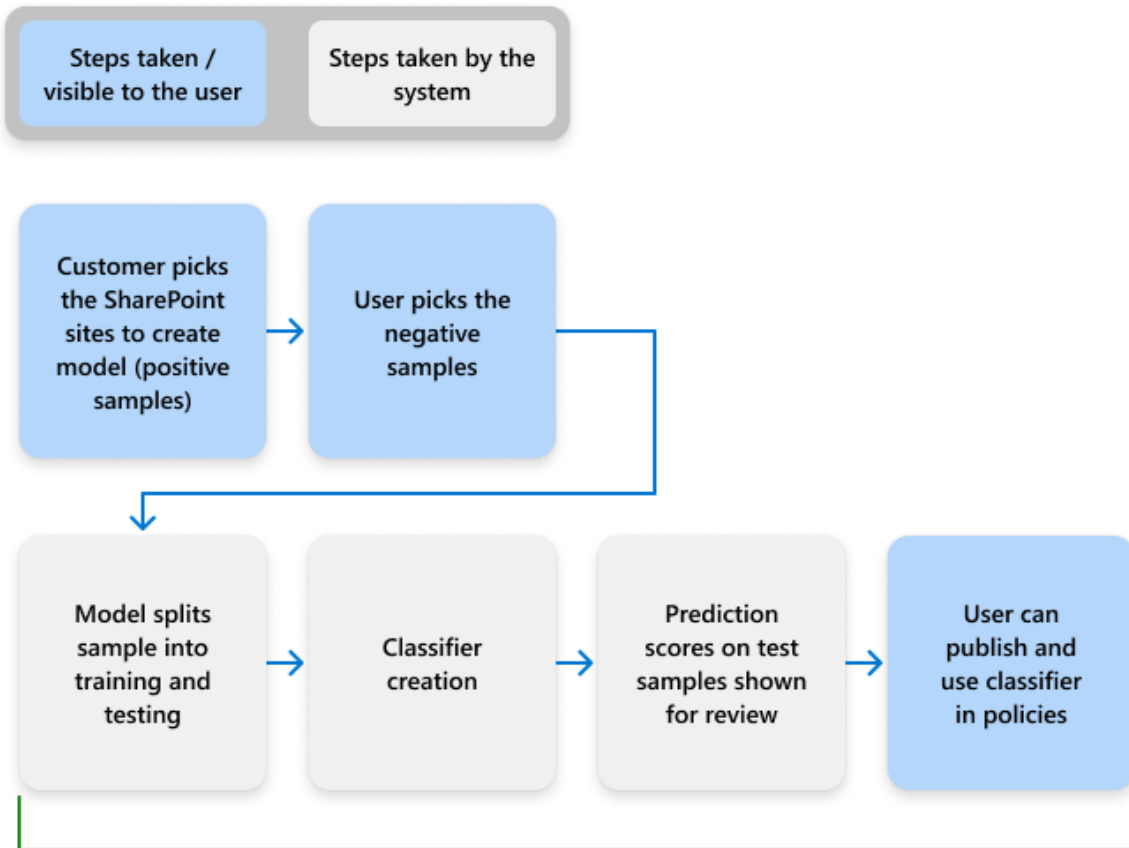 Steps taken /
visible to the user
Steps taken by the
system
Customer picks
the SharePoint
sites to create
model (positive
samples)
User picks the
negative
samples
Model splits
sample into
training and
testing
Classifier
creation
Prediction
scores on test
samples shown
for review
User can
publish and
use classifier
in policies